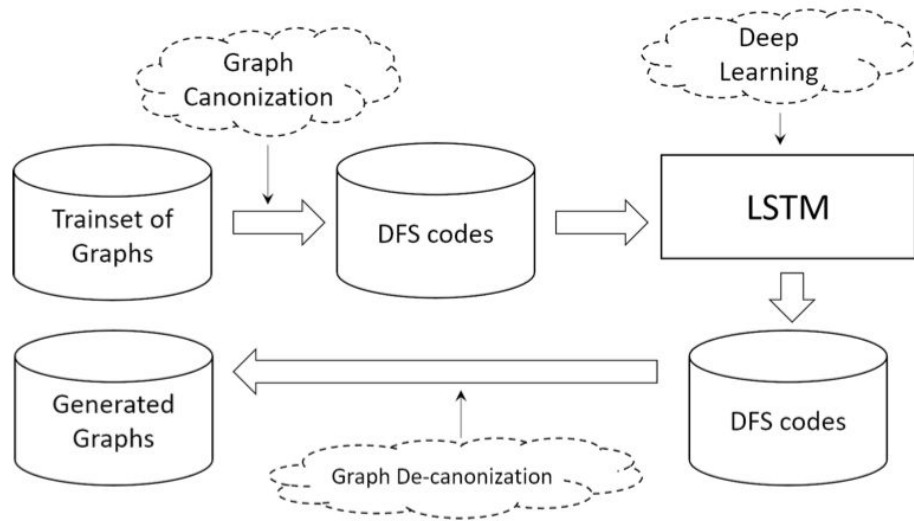 Graph
Canonization
Deep
Learning
Trainset of
Graphs
DFS codes
LSTM
Generated
Graphs
Graph De-canonization
DFS codes